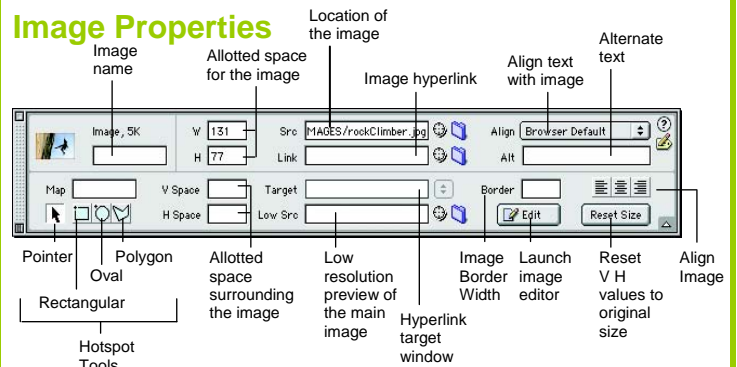 Image Properties
Image
name
Allotted space
for the image
Location of
the image
Image hyperlink
Align text
with image
Alternate
text
Image, 5K
W 131
Src MAGES/rockClimber.jpg
Align Browser Default
?
H 77
Link
Alt
Map
V Space
Target
Border
H Space
Low Src
Edit
Reset Size
Pointer
Oval
Polygon
Rectangular
Hotspot
Tools
Allotted
space
surrounding
the image
Low
resolution
preview of
the main
image
Hyperlink
target
window
Image
Border
Width
Launch
image
editor
Reset
V H
values to
original
size
Align
Image